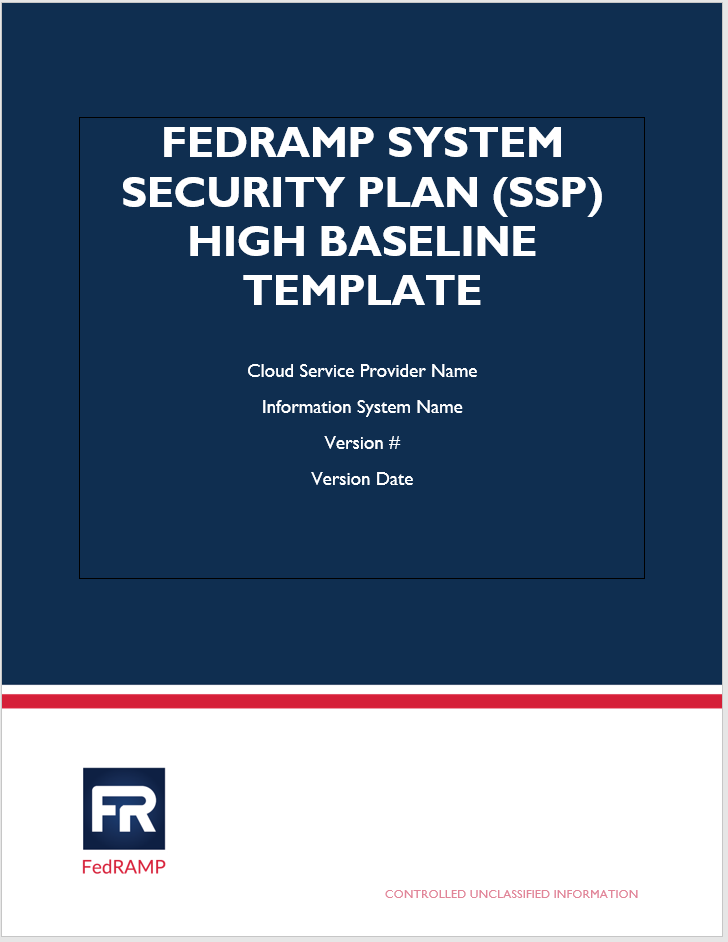 FEDRAMP SYSTEM
SECURITY PLAN (SSP)
HIGH BASELINE
TEMPLATE
Cloud Service Provider Name
Information System Name
Version #
Version Date
FR
FedRAMP
CONTROLLED UNCLASSIFIED INFORMATION